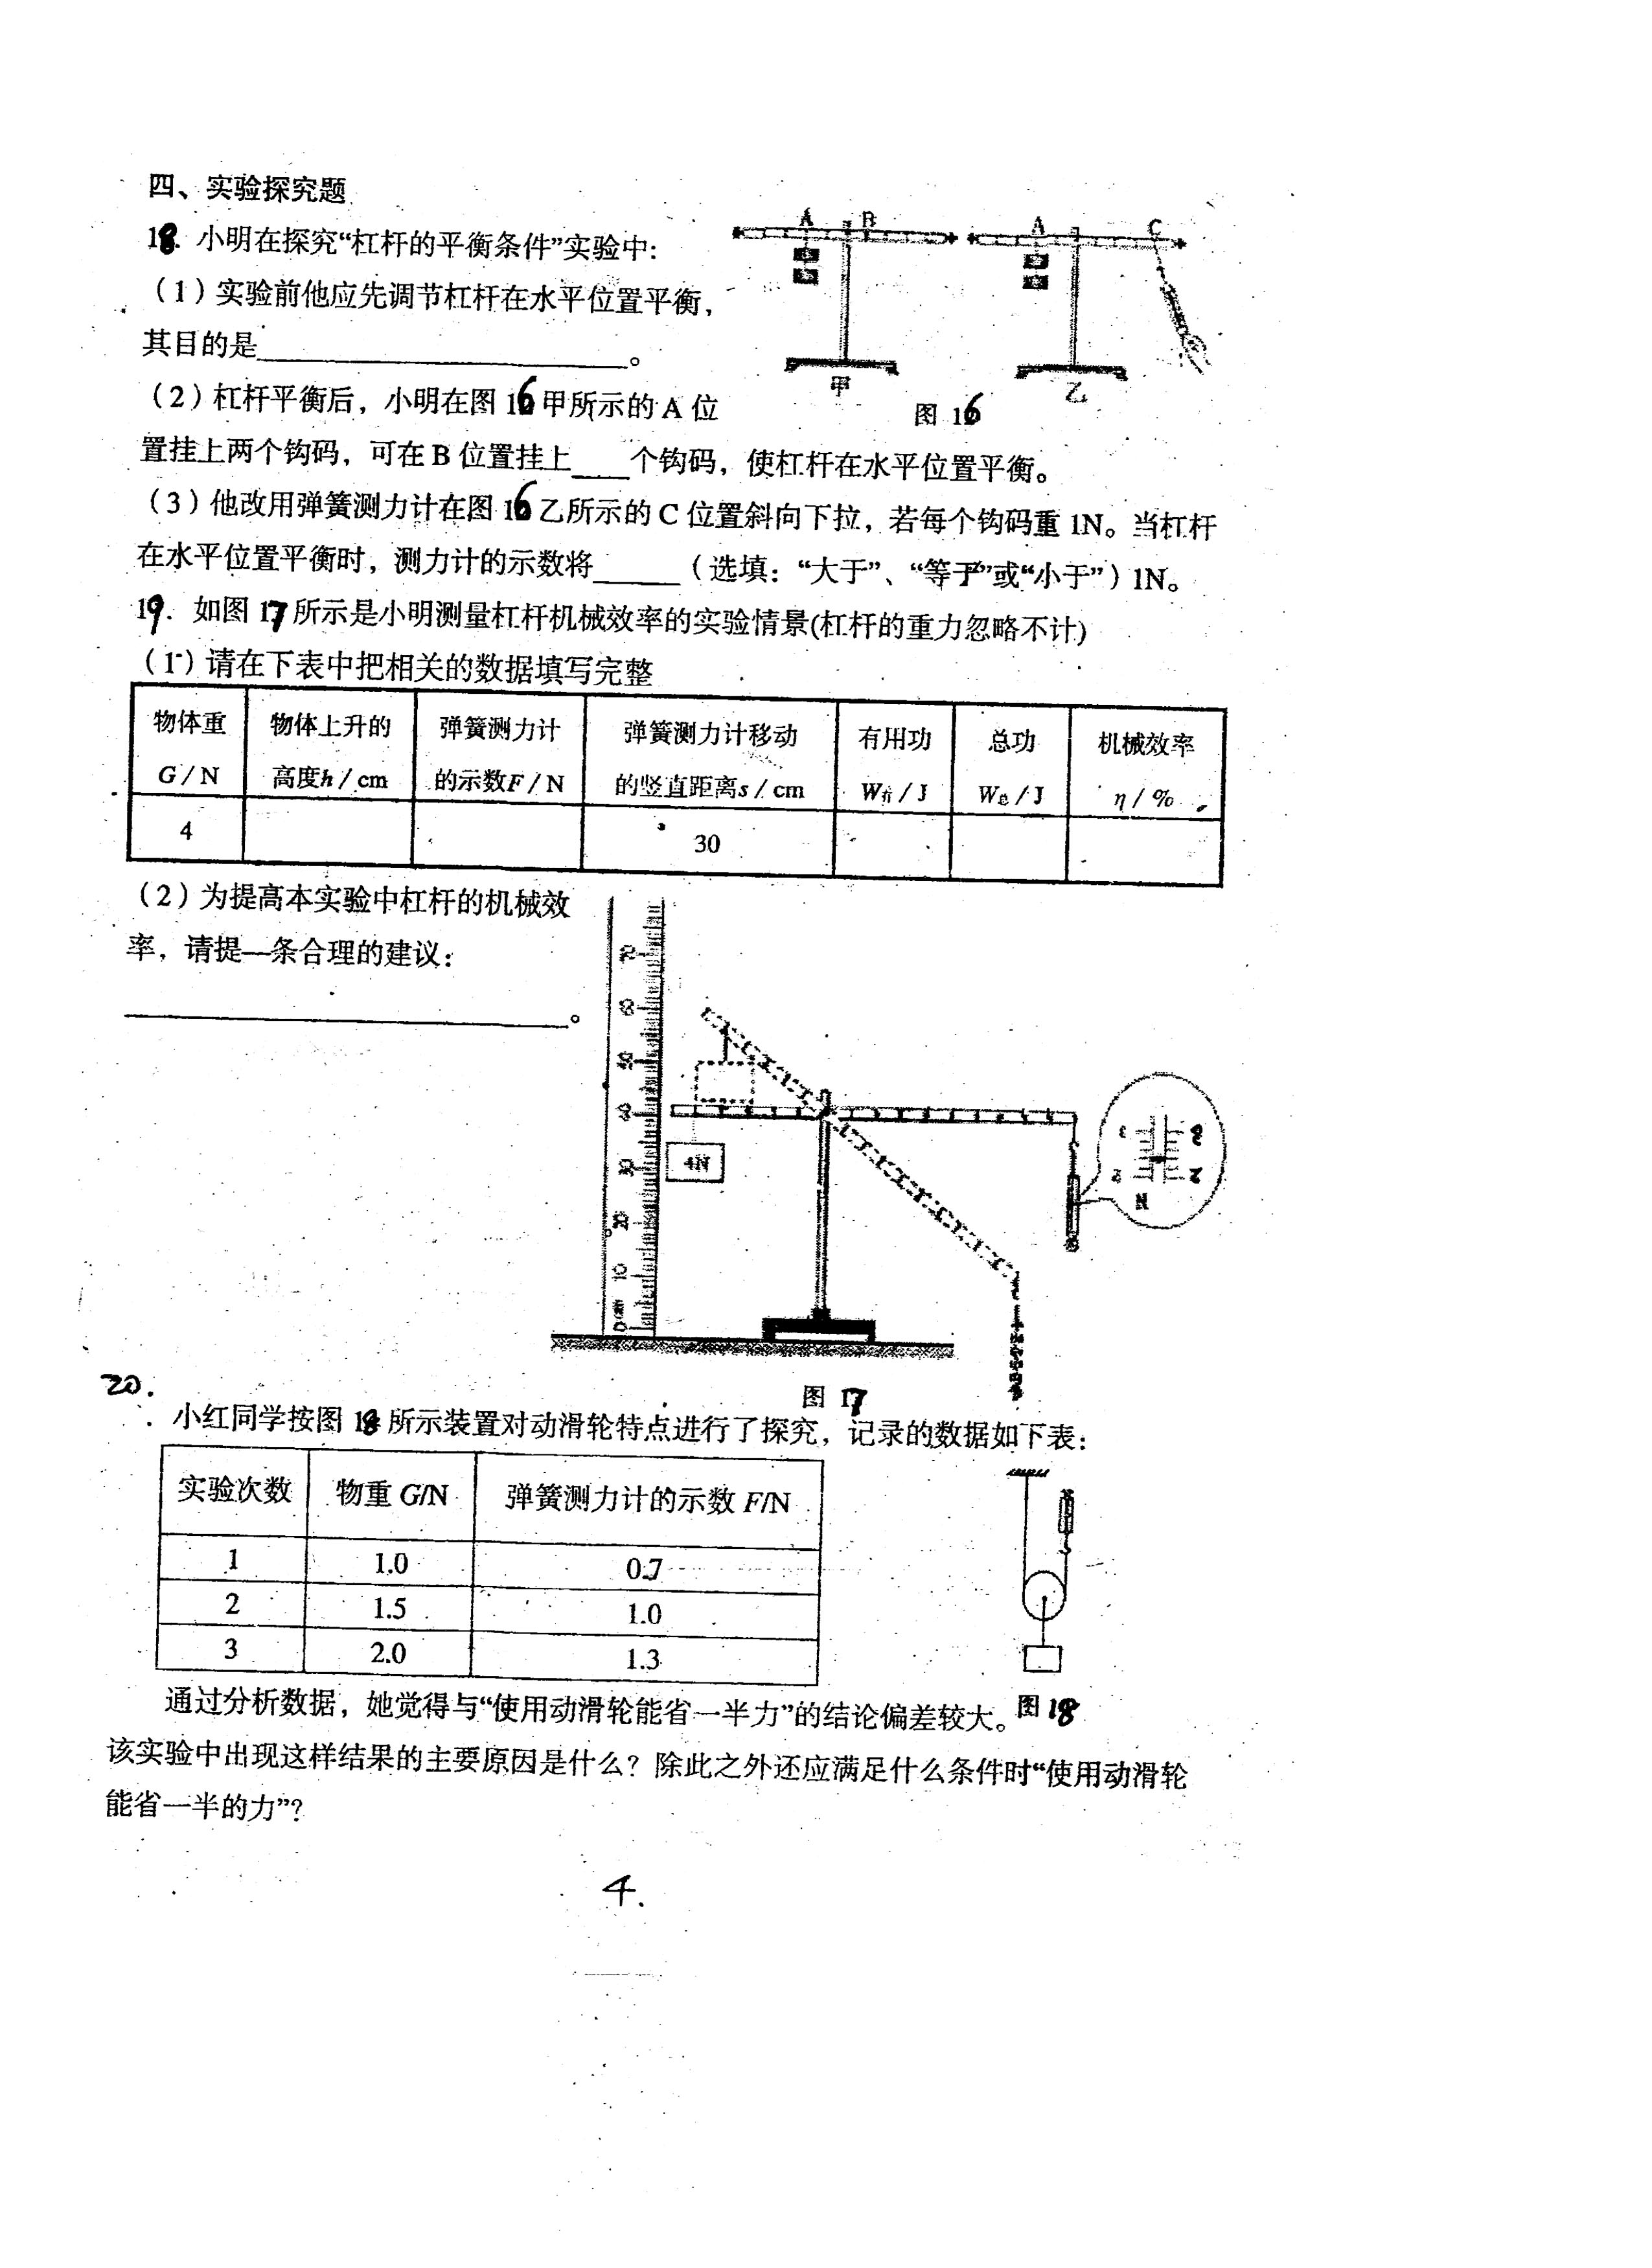 四、实验探究题
18. 小明在探究“杠杆的平衡条件”实验中:
(1)实验前他应先调节杠杆在水平位置平衡,
其目的是____________。
A B
A C
甲
乙
图 16
(2)杠杆平衡后,小明在图 16 甲所示的 A 位
置挂上两个钩码,可在 B 位置挂上____个钩码,使杠杆在水平位置平衡。
(3)他改用弹簧测力计在图 16 乙所示的 C 位置斜向下拉,若每个钩码重 1N。当杠杆
在水平位置平衡时,测力计的示数将____(选填:“大于”、“等于”或“小于”)1N。
19. 如图 17 所示是小明测量杠杆机械效率的实验情景(杠杆的重力忽略不计)
(1)请在下表中把相关的数据填写完整
物体重 G/N 物体上升的高度h/cm 弹簧测力计的示数F/N 弹簧测力计移动的竖直距离s/cm 有用功 W有/J 总功 W总/J 机械效率 η/%
4 30
(2)为提高本实验中杠杆的机械效
率,请提一条合理的建议:
____________。
70
60
50
40
30
20
10
0cm
4N
N
图 17
20.
小红同学按图 18 所示装置对动滑轮特点进行了探究,记录的数据如下表:
实验次数 物重 G/N 弹簧测力计的示数 F/N
1 1.0 0.7
2 1.5 1.0
3 2.0 1.3
图 18
通过分析数据,她觉得与“使用动滑轮能省一半力”的结论偏差较大。
该实验中出现这样结果的主要原因是什么?除此之外还应满足什么条件时“使用动滑轮
能省一半的力”?
4.